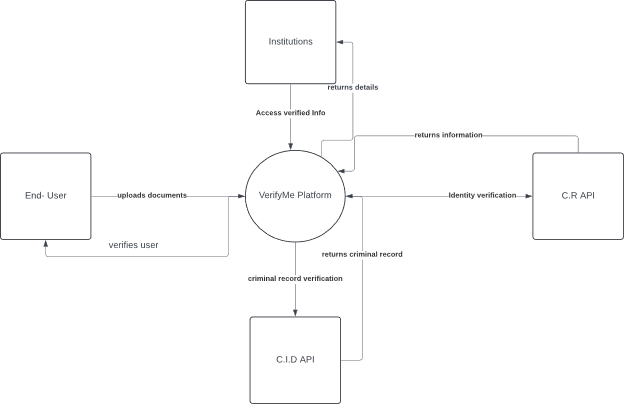 Institutions
returns details
Access verified Info
returns information
End- User
uploads documents
VerifyMe Platform
Identity verification
C.R API
verifies user
returns criminal record
criminal record verification
C.I.D API